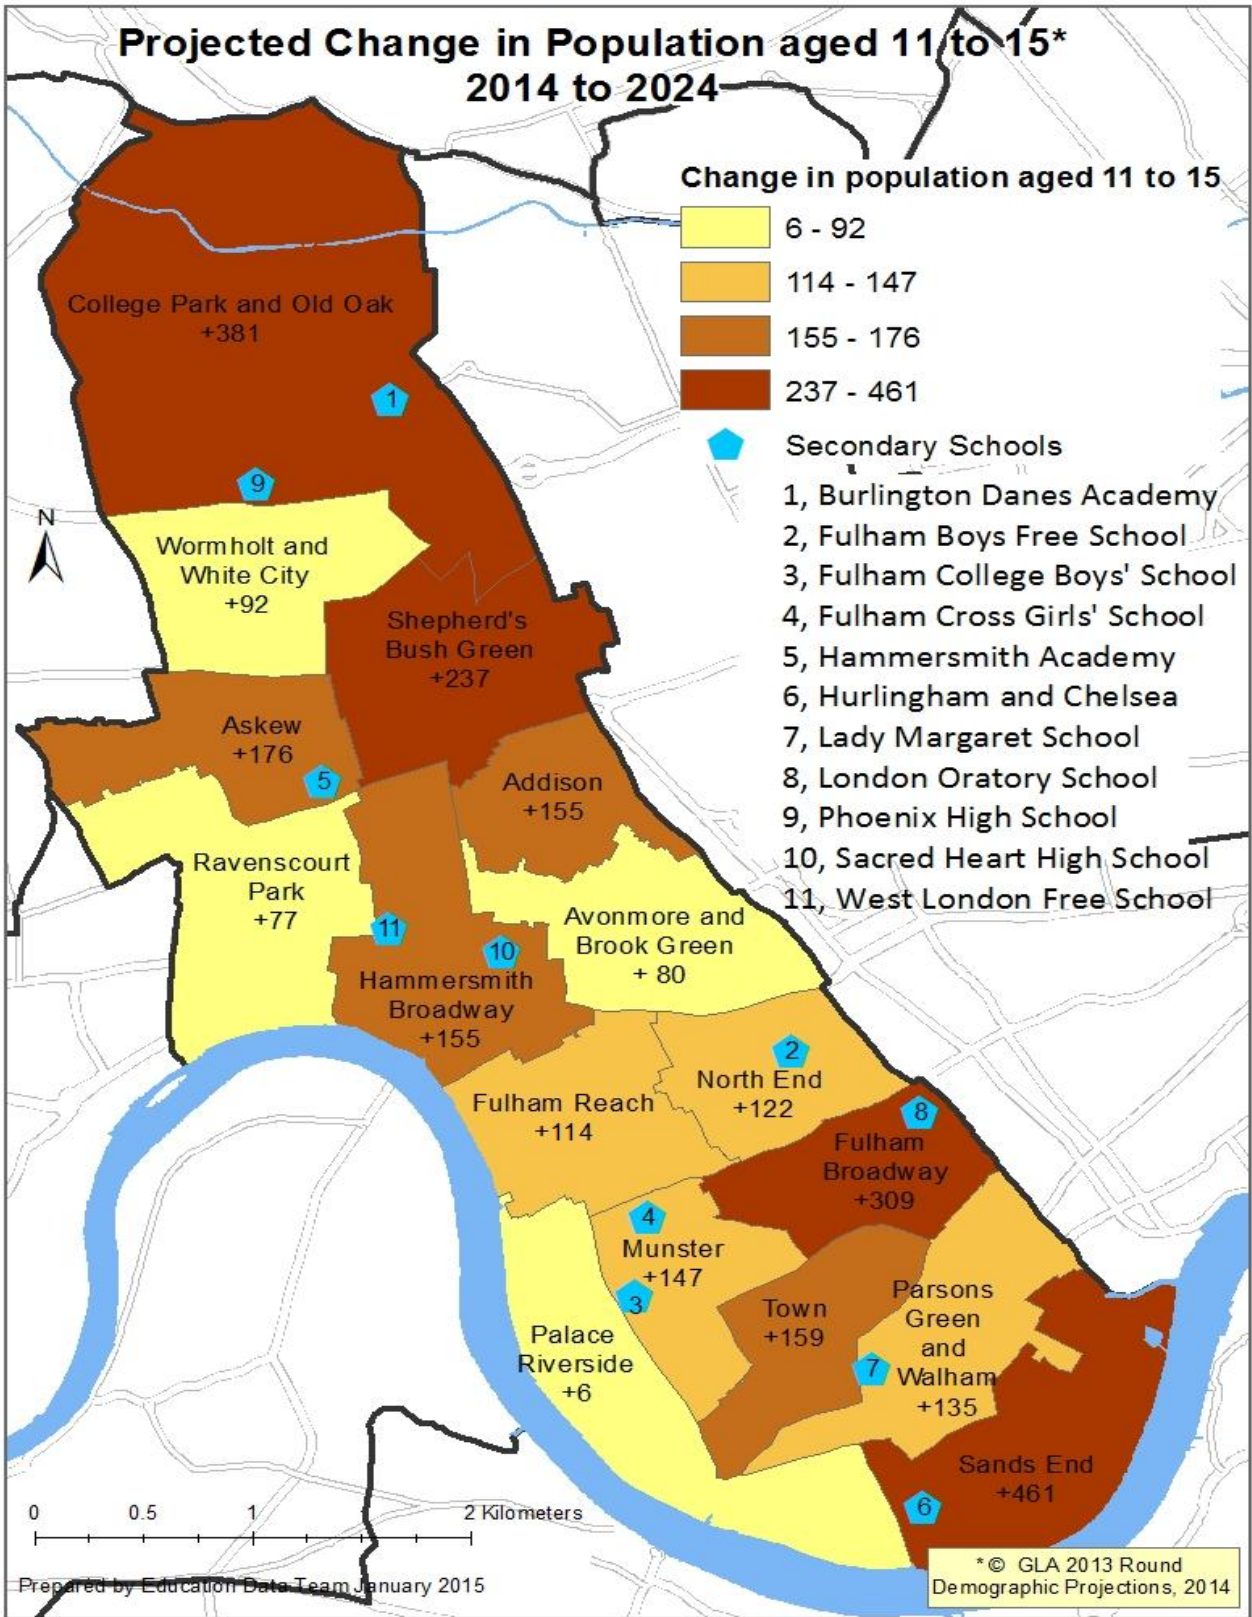 Projected Change in Population aged 11 to 15*
2014 to 2024
Change in population aged 11 to 15
6 - 92
114 - 147
155 - 176
237 - 461
Secondary Schools
1, Burlington Danes Academy
2, Fulham Boys Free School
3, Fulham College Boys' School
4, Fulham Cross Girls' School
5, Hammersmith Academy
6, Hurlingham and Chelsea
7, Lady Margaret School
8, London Oratory School
9, Phoenix High School
10, Sacred Heart High School
11, West London Free School
College Park and Old Oak
+381
1
9
N
Wormholt and
White City
+92
Shepherd's
Bush Green
+237
Askew
+176
5
Addison
+155
Ravenscourt
Park
+77
11
10
Avonmore and
Brook Green
+ 80
Hammersmith
Broadway
+155
2
North End
+122
Fulham Reach
+114
8
Fulham
Broadway
+309
4
Munster
+147
3
Town
+159
Parsons
Green
and
Walham
+135
7
Palace
Riverside
+6
Sands End
+461
6
0 0.5 1 2 Kilometers
Prepared by Education Data Team January 2015
*© GLA 2013 Round
Demographic Projections, 2014